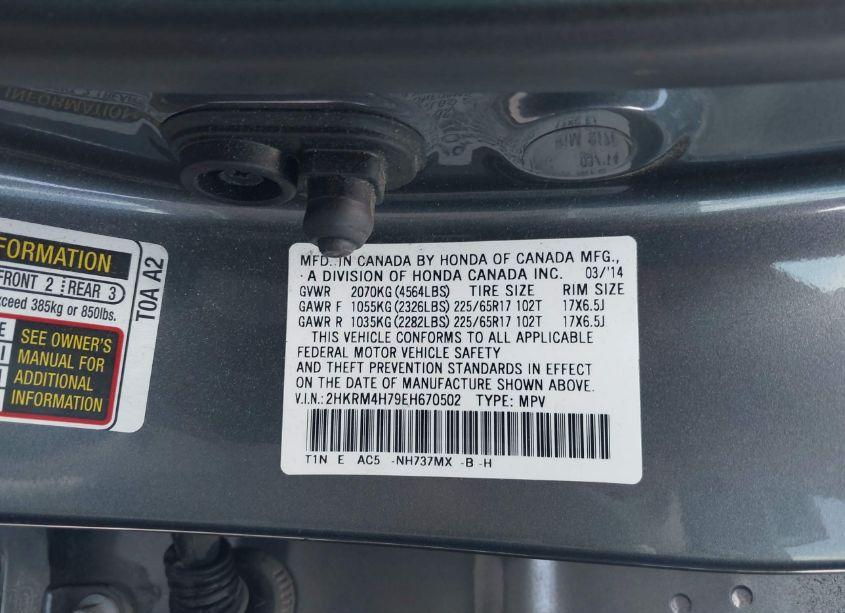 FORMATION
FRONT 2 REAR 3
xceed 385kg or 850lbs.
SEE OWNER'S
MANUAL FOR
ADDITIONAL
INFORMATION
TOA A2
MFD. IN CANADA BY HONDA OF CANADA MFG.,
A DIVISION OF HONDA CANADA INC. 03/'14
GVWR 2070KG (4564LBS) TIRE SIZE RIM SIZE
GAWR F 1055KG (2326LBS) 225/65R17 102T 17X6.5J
GAWR R 1035KG (2282LBS) 225/65R17 102T 17X6.5J
THIS VEHICLE CONFORMS TO ALL APPLICABLE
FEDERAL MOTOR VEHICLE SAFETY
AND THEFT PREVENTION STANDARDS IN EFFECT
ON THE DATE OF MANUFACTURE SHOWN ABOVE.
V.I.N.: 2HKRM4H79EH670502 TYPE: MPV
T1N E AC5 -NH737MX -B -H